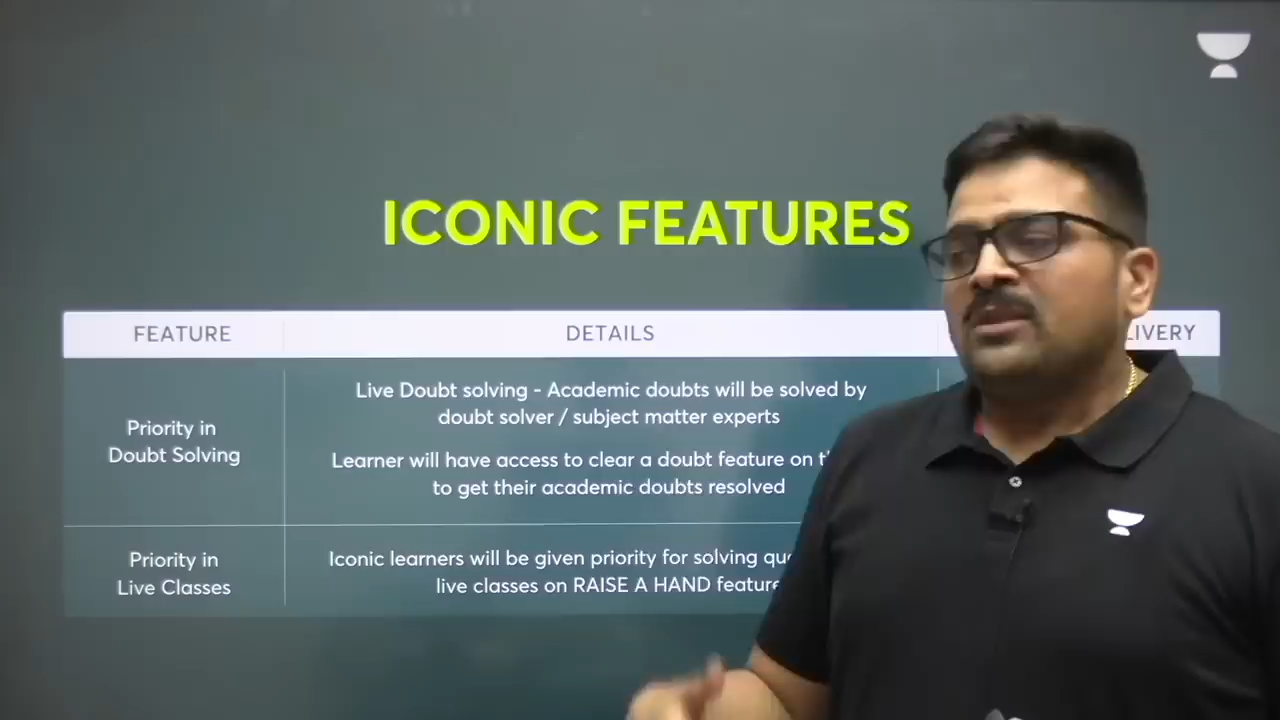 ICONIC FEATURES
FEATURE DETAILS LIVERY
Live Doubt solving - Academic doubts will be solved by
doubt solver / subject matter experts
Priority in
Doubt Solving
Learner will have access to clear a doubt feature on
to get their academic doubts resolved
Priority in
Live Classes
Iconic learners will be given priority for solving
live classes on RAISE A HAND feature